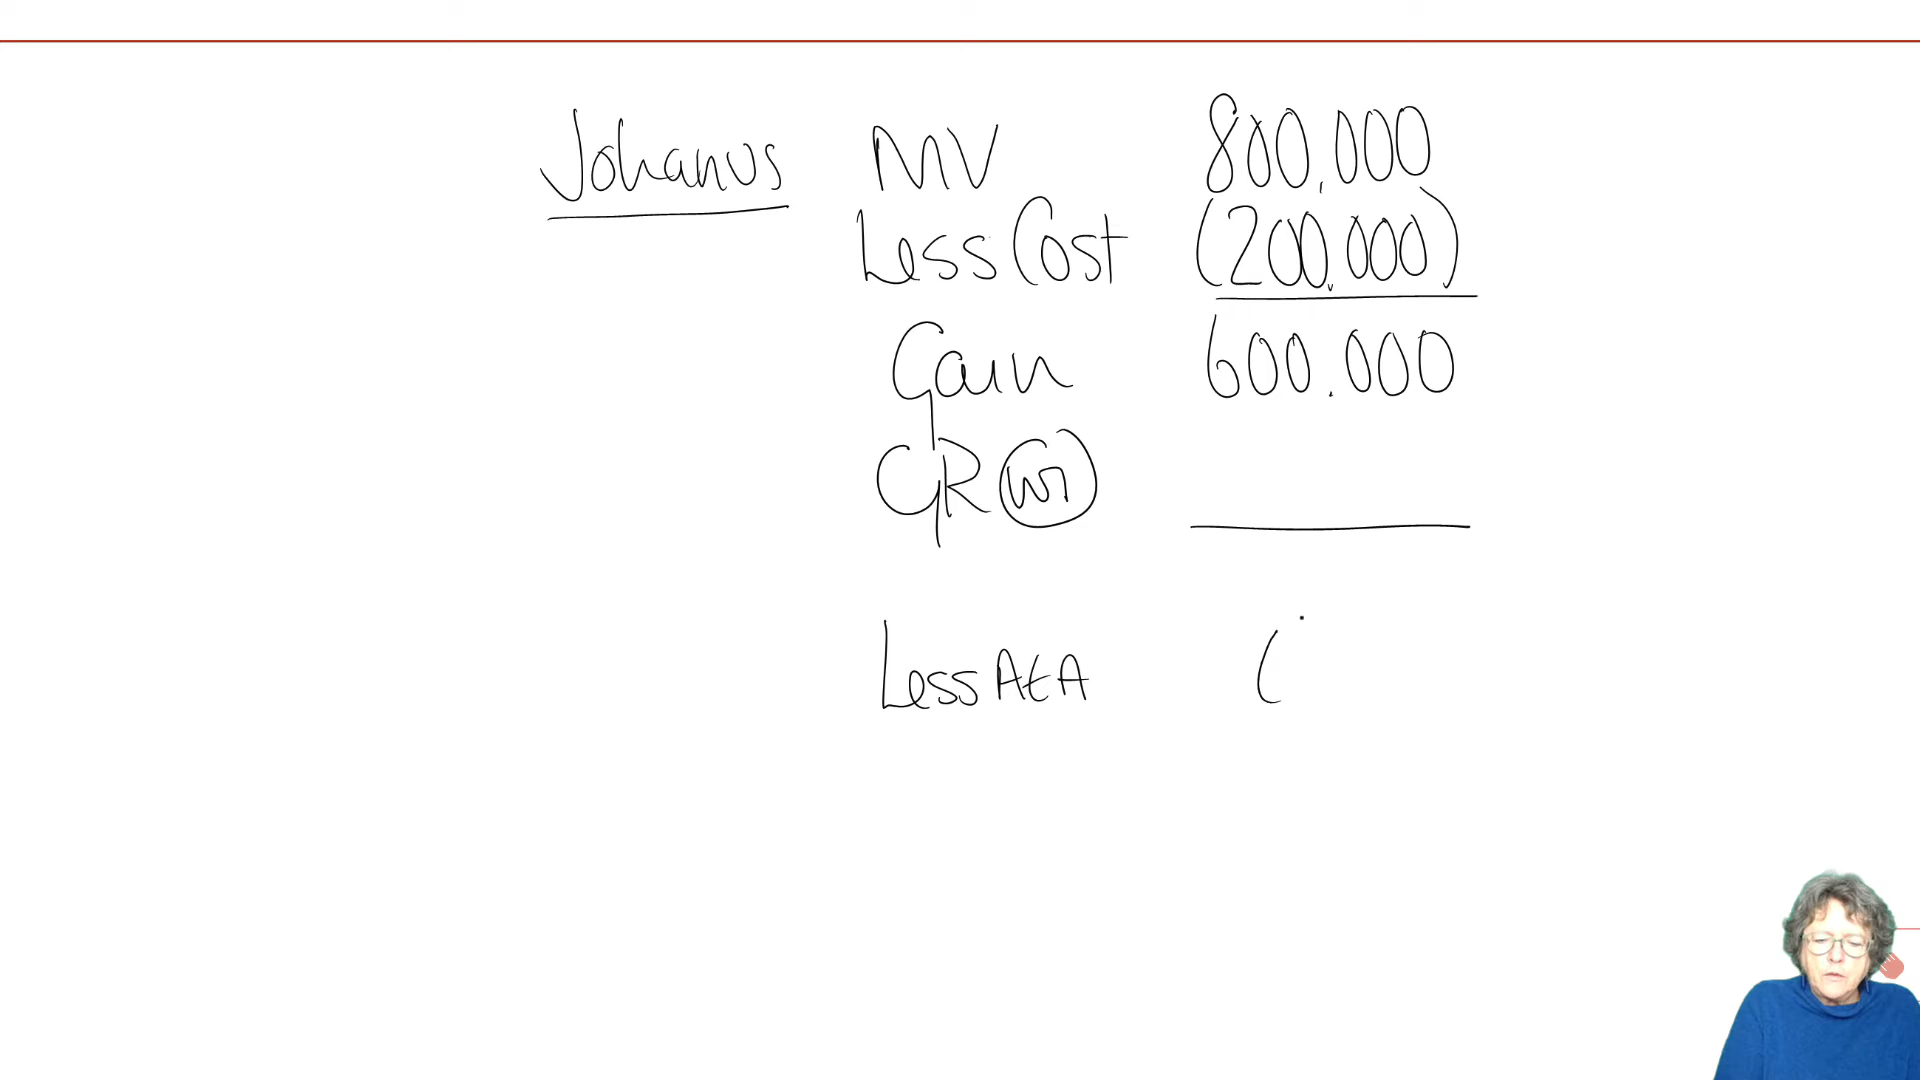 Johanus MV 800,000
Less Cost (200,000)
Gain 600,000
GR W1
Less AEA (